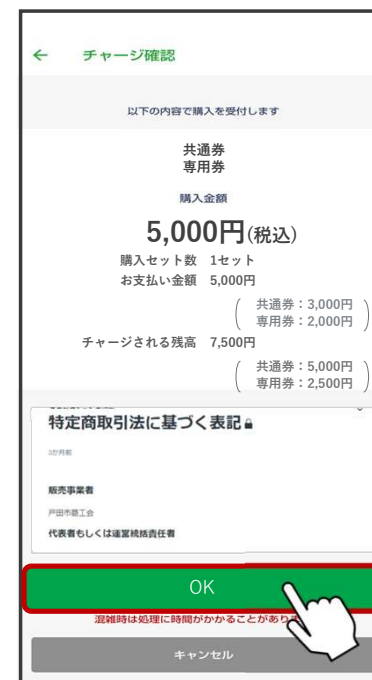 ← チャージ確認
以下の内容で購入を受付します
共通券
専用券
購入金額
5,000円(税込)
購入セット数 1セット
お支払い金額 5,000円
( 共通券：3,000円
専用券：2,000円 )
チャージされる残高 7,500円
( 共通券：5,000円
専用券：2,500円 )
特定商取引法に基づく表記
3か月前
販売事業者
戸田市商工会
代表者もしくは運営統括責任者
OK
混雑時は処理に時間がかかることがあり
キャンセル